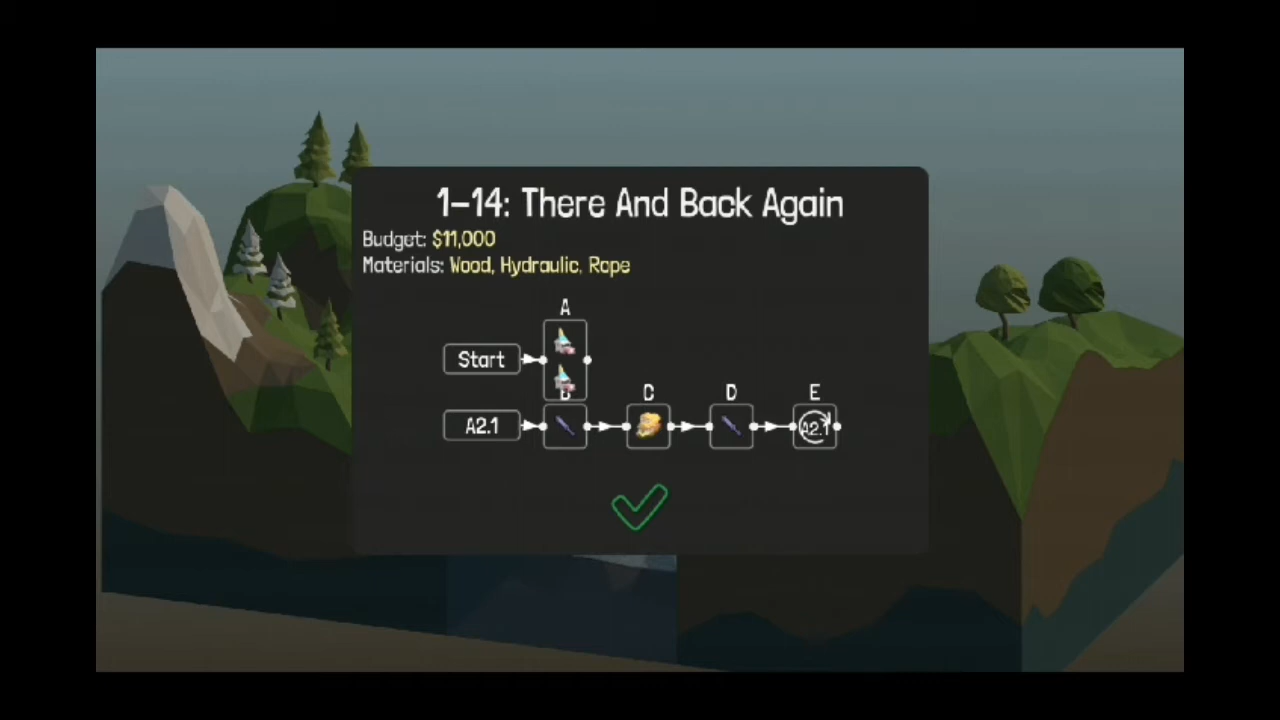 1-14: There And Back Again
Budget: $11,000
Materials: Wood, Hydraulic, Rope
A
Start
B C D E
A2.1 A2.1